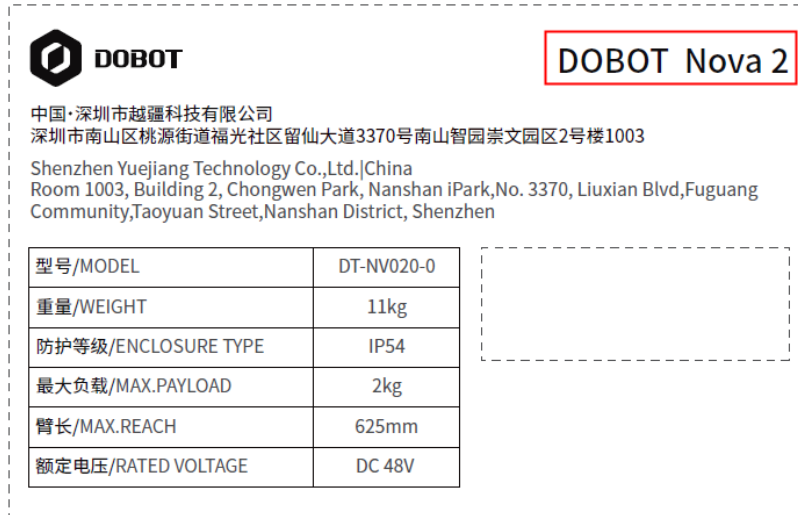 DOBOT
DOBOT Nova 2
中国·深圳市越疆科技有限公司
深圳市南山区桃源街道福光社区留仙大道3370号南山智园崇文园区2号楼1003
Shenzhen Yuejiang Technology Co.,Ltd.|China
Room 1003, Building 2, Chongwen Park, Nanshan iPark,No. 3370, Liuxian Blvd,Fuguang
Community,Taoyuan Street,Nanshan District, Shenzhen
型号/MODEL DT-NV020-0
重量/WEIGHT 11kg
防护等级/ENCLOSURE TYPE IP54
最大负载/MAX.PAYLOAD 2kg
臂长/MAX.REACH 625mm
额定电压/RATED VOLTAGE DC 48V